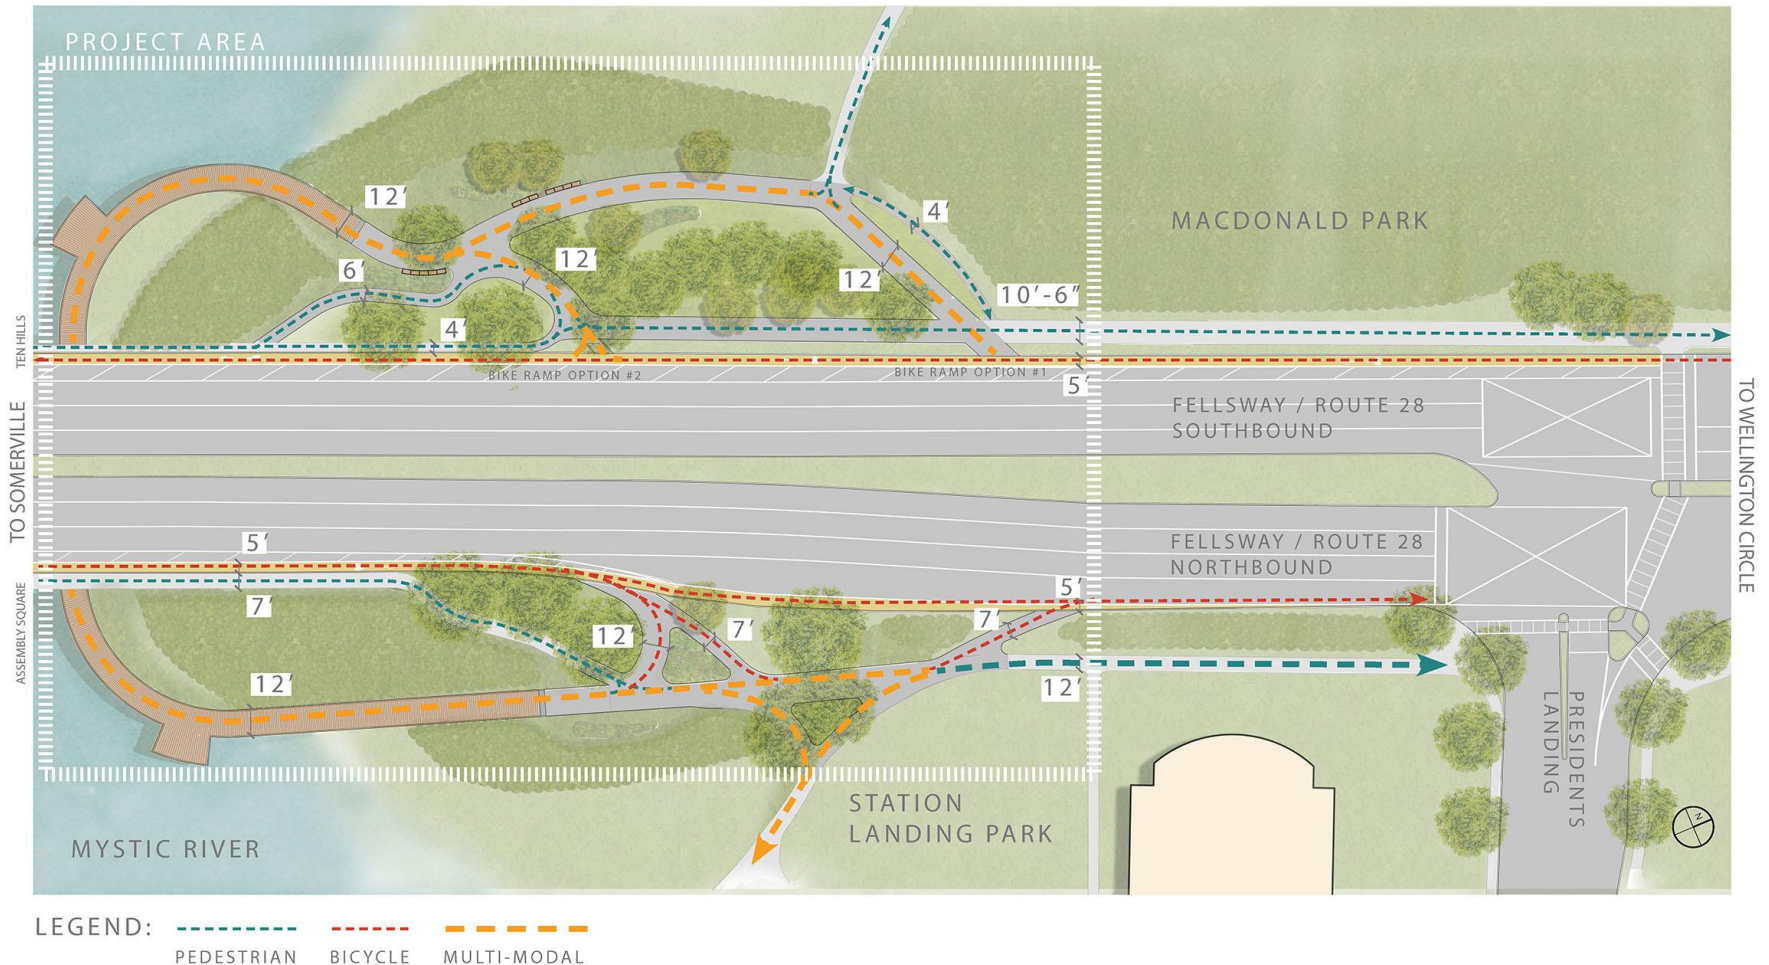 PROJECT AREA
12’
4’
MACDONALD PARK
6’
12’
12’
10’-6”
4’
TEN HILLS
BIKE RAMP OPTION #2
BIKE RAMP OPTION #1
5’
FELLSWAY / ROUTE 28
SOUTHBOUND
TO SOMERVILLE
TO WELLINGTON CIRCLE
5’
FELLSWAY / ROUTE 28
NORTHBOUND
ASSEMBLY SQUARE
7’
5’
12’
7’
7’
12’
12’
PRESIDENTS
LANDING
STATION
LANDING PARK
MYSTIC RIVER
N
LEGEND:
PEDESTRIAN
BICYCLE
MULTI-MODAL